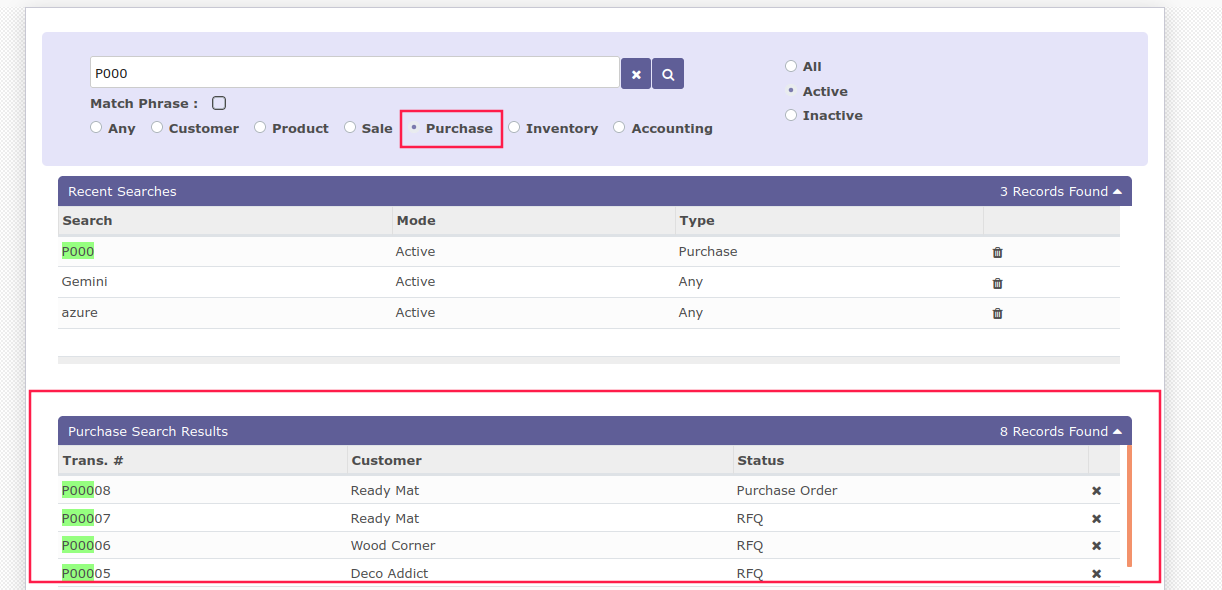 P000
Match Phrase :
Any Customer Product Sale Purchase Inventory Accounting
All
Active
Inactive
Recent Searches 3 Records Found
Search Mode Type
P000 Active Purchase
Gemini Active Any
azure Active Any
Purchase Search Results 8 Records Found
Trans. # Customer Status
P00008 Ready Mat Purchase Order
P00007 Ready Mat RFQ
P00006 Wood Corner RFQ
P00005 Deco Addict RFQ